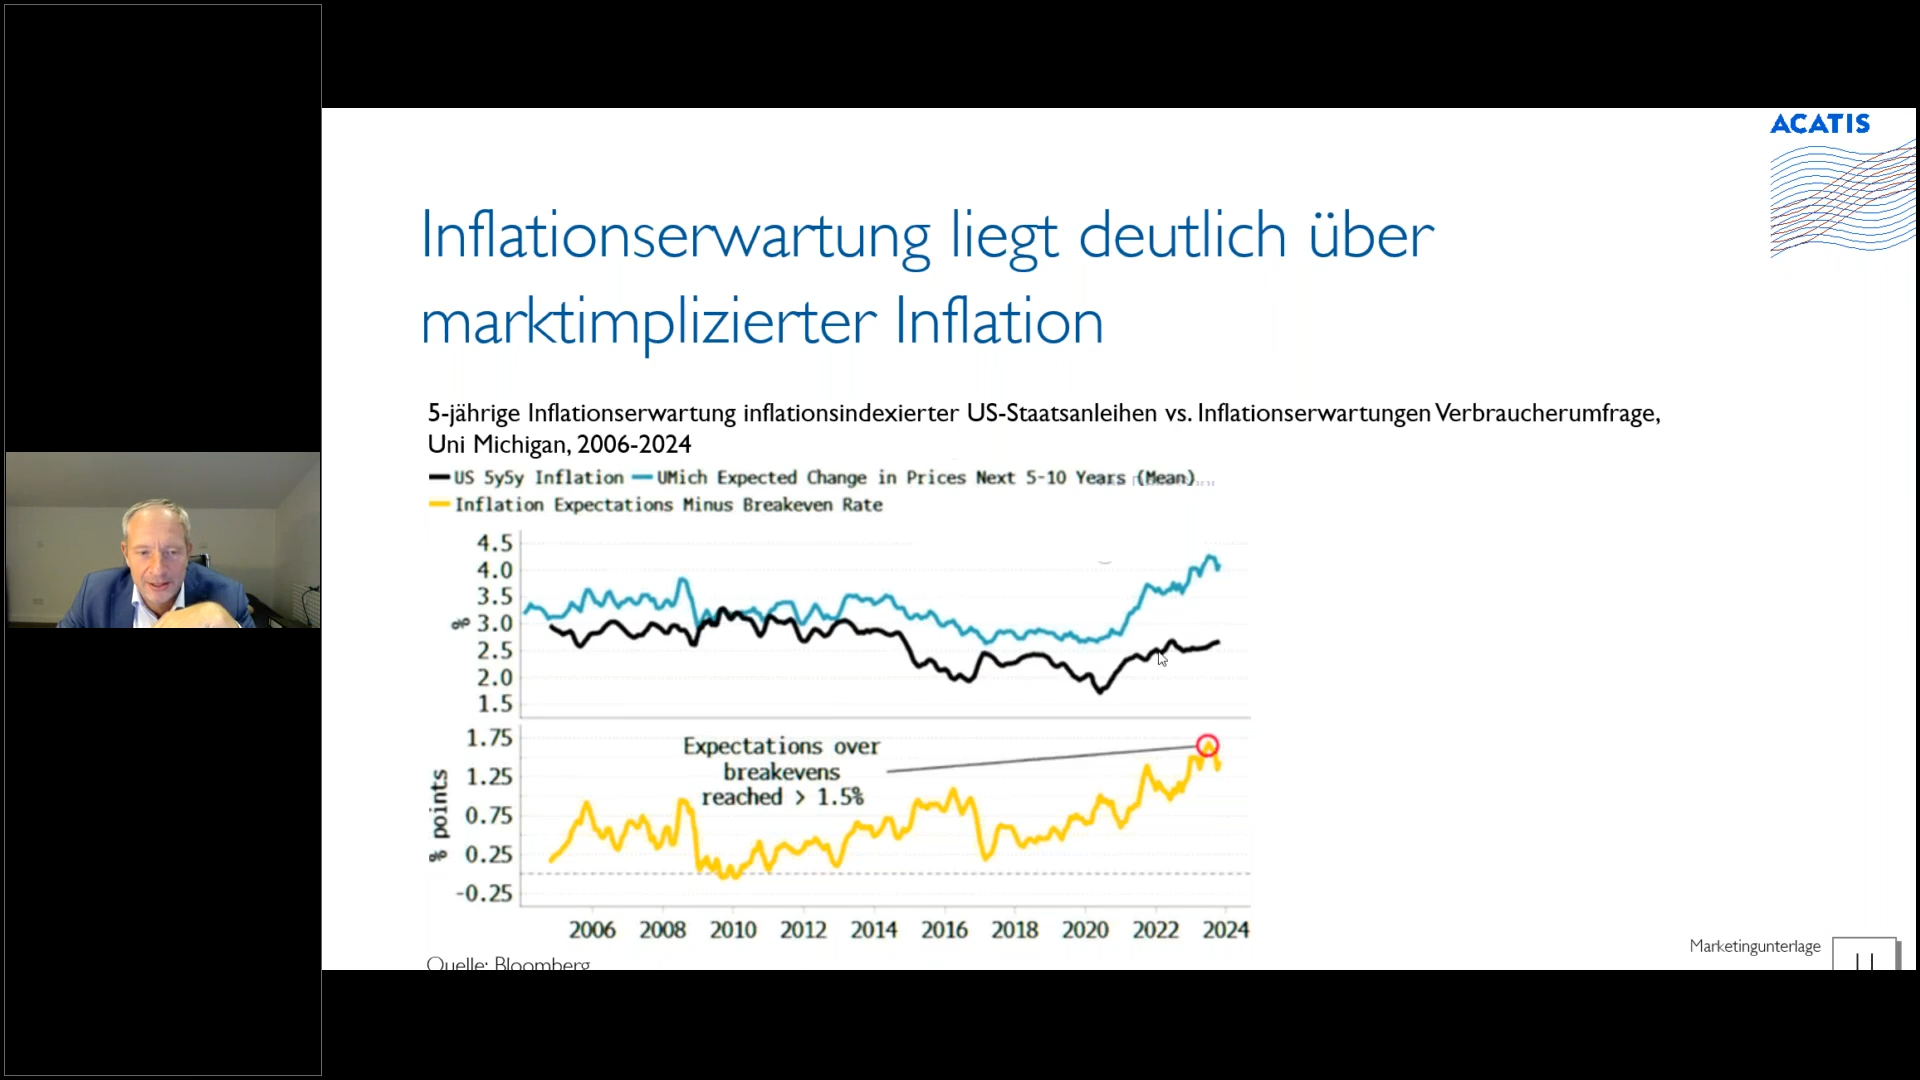 ACATIS
Inflationserwartung liegt deutlich über
marktimplizierter Inflation
5-jährige Inflationserwartung inflationsindexierter US-Staatsanleihen vs. Inflationserwartungen Verbraucherumfrage,
Uni Michigan, 2006-2024
US 5y5y Inflation UMich Expected Change in Prices Next 5-10 Years (Mean)
Inflation Expectations Minus Breakeven Rate
4.5
4.0
3.5
3.0
2.5
2.0
1.5
%
1.75
1.25
0.75
0.25
-0.25
% points
Expectations over
breakevens
reached > 1.5%
2006 2008 2010 2012 2014 2016 2018 2020 2022 2024
Quelle: Bloomberg
Marketingunterlage